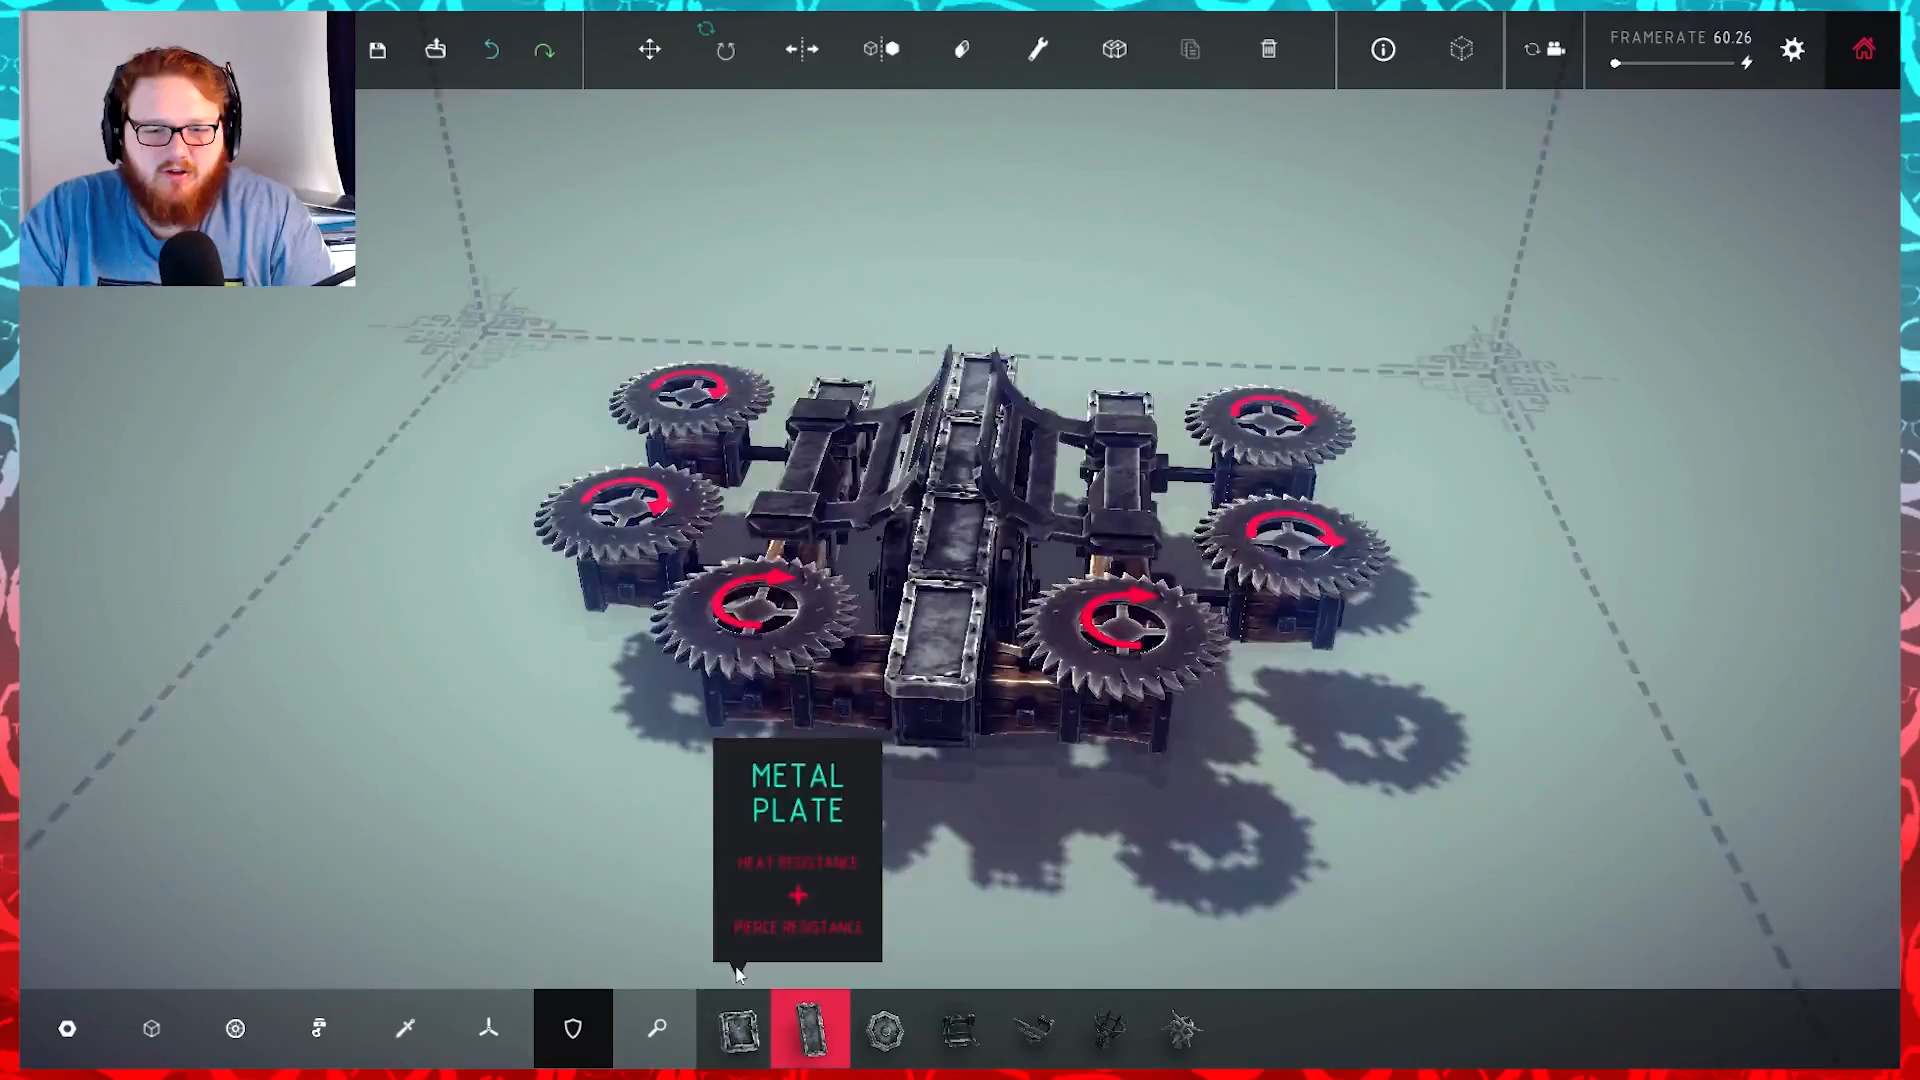 FRAMERATE 60.26
METAL
PLATE
HEAT RESISTANCE
+
PIERCE RESISTANCE